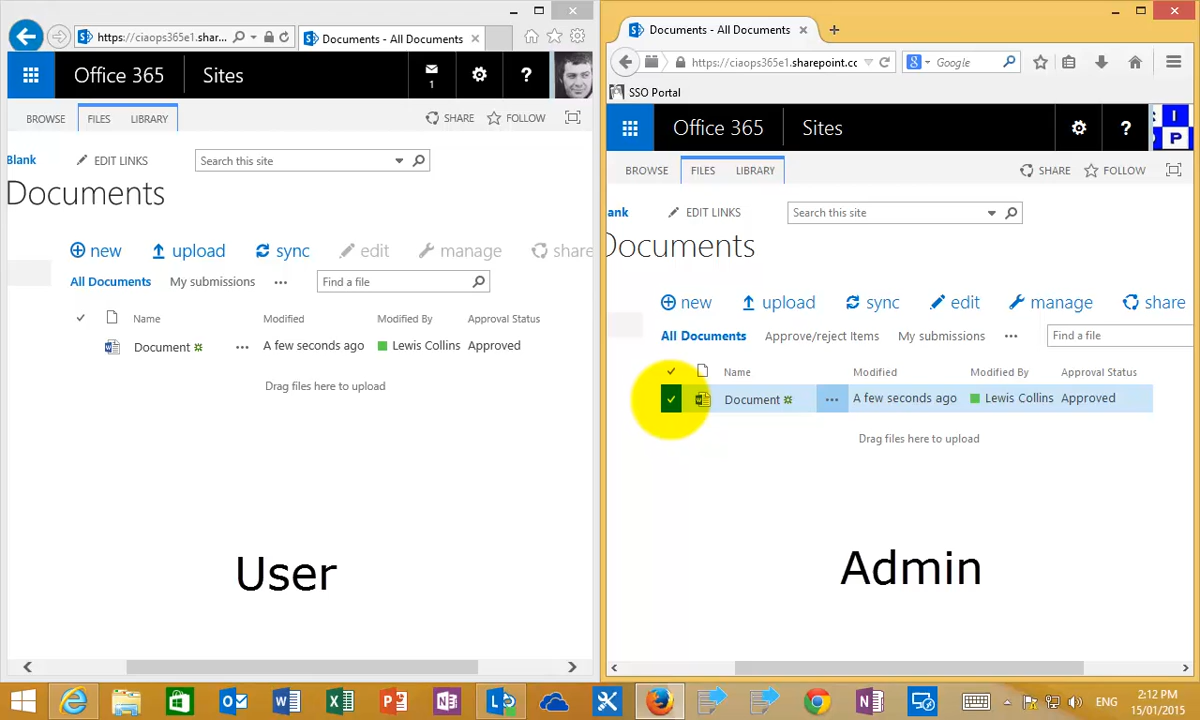 https://ciaops365e1.shar...
Documents - All Documents
Office 365
Sites
1
?
BROWSE
FILES
LIBRARY
SHARE
FOLLOW
Blank
EDIT LINKS
Search this site
Documents
new
upload
sync
edit
manage
share
All Documents
My submissions
...
Find a file
Name
Modified
Modified By
Approval Status
Document
...
A few seconds ago
Lewis Collins
Approved
Drag files here to upload
User
Documents - All Documents
https://ciaops365e1.sharepoint.cc
Google
SSO Portal
Office 365
Sites
?
I
P
BROWSE
FILES
LIBRARY
SHARE
FOLLOW
ank
EDIT LINKS
Search this site
Documents
new
upload
sync
edit
manage
share
All Documents
Approve/reject Items
My submissions
...
Find a file
Name
Modified
Modified By
Approval Status
Document
...
A few seconds ago
Lewis Collins
Approved
Drag files here to upload
Admin
ENG
2:12 PM
15/01/2015